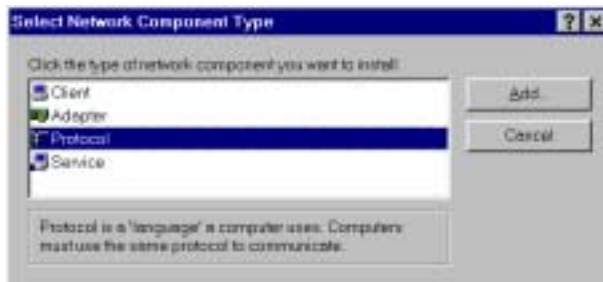 Select Network Component Type
Click the type of network component you want to install:
Client
Adapter
Protocol
Service
Add...
Cancel
Protocol is a 'language' a computer uses. Computers
must use the same protocol to communicate.